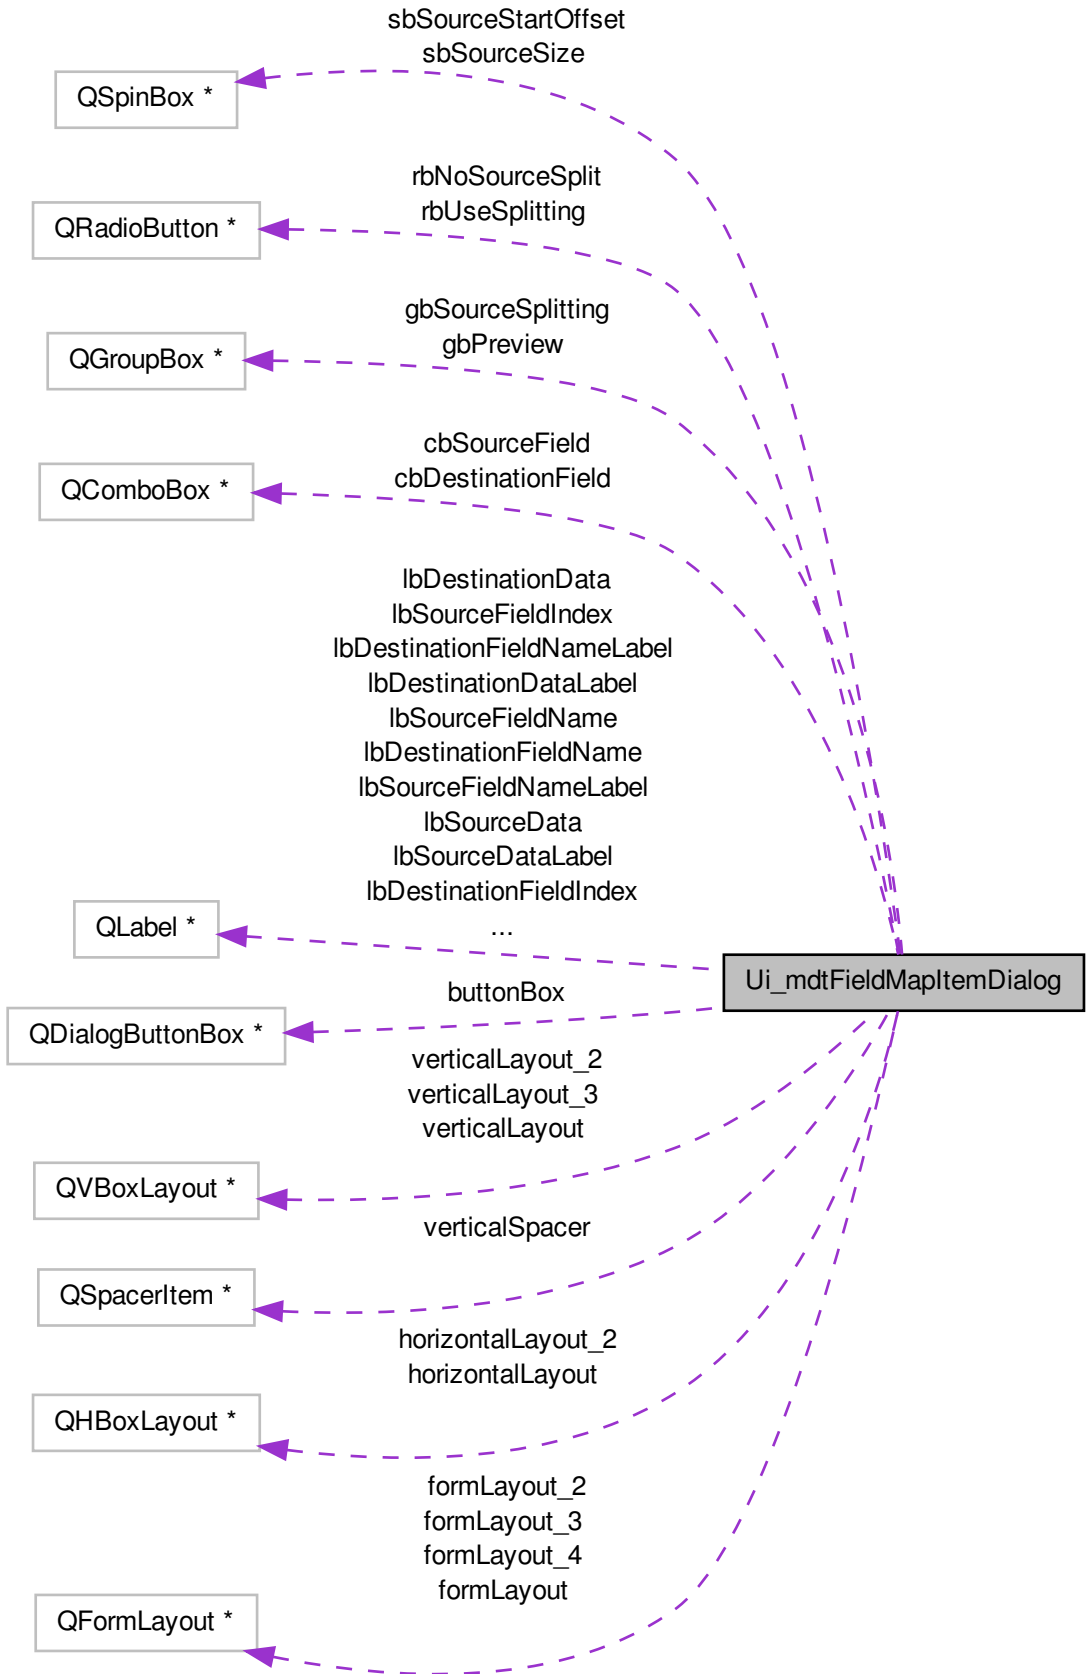 sbSourceStartOffset
sbSourceSize
QSpinBox *
rbNoSourceSplit
rbUseSplitting
QRadioButton *
gbSourceSplitting
gbPreview
QGroupBox *
cbSourceField
cbDestinationField
QComboBox *
lbDestinationData
lbSourceFieldIndex
lbDestinationFieldNameLabel
lbDestinationDataLabel
lbSourceFieldName
lbDestinationFieldName
lbSourceFieldNameLabel
lbSourceData
lbSourceDataLabel
lbDestinationFieldIndex
...
QLabel *
Ui_mdtFieldMapItemDialog
buttonBox
QDialogButtonBox *
verticalLayout_2
verticalLayout_3
verticalLayout
QVBoxLayout *
verticalSpacer
QSpacerItem *
horizontalLayout_2
horizontalLayout
QHBoxLayout *
formLayout_2
formLayout_3
formLayout_4
formLayout
QFormLayout *